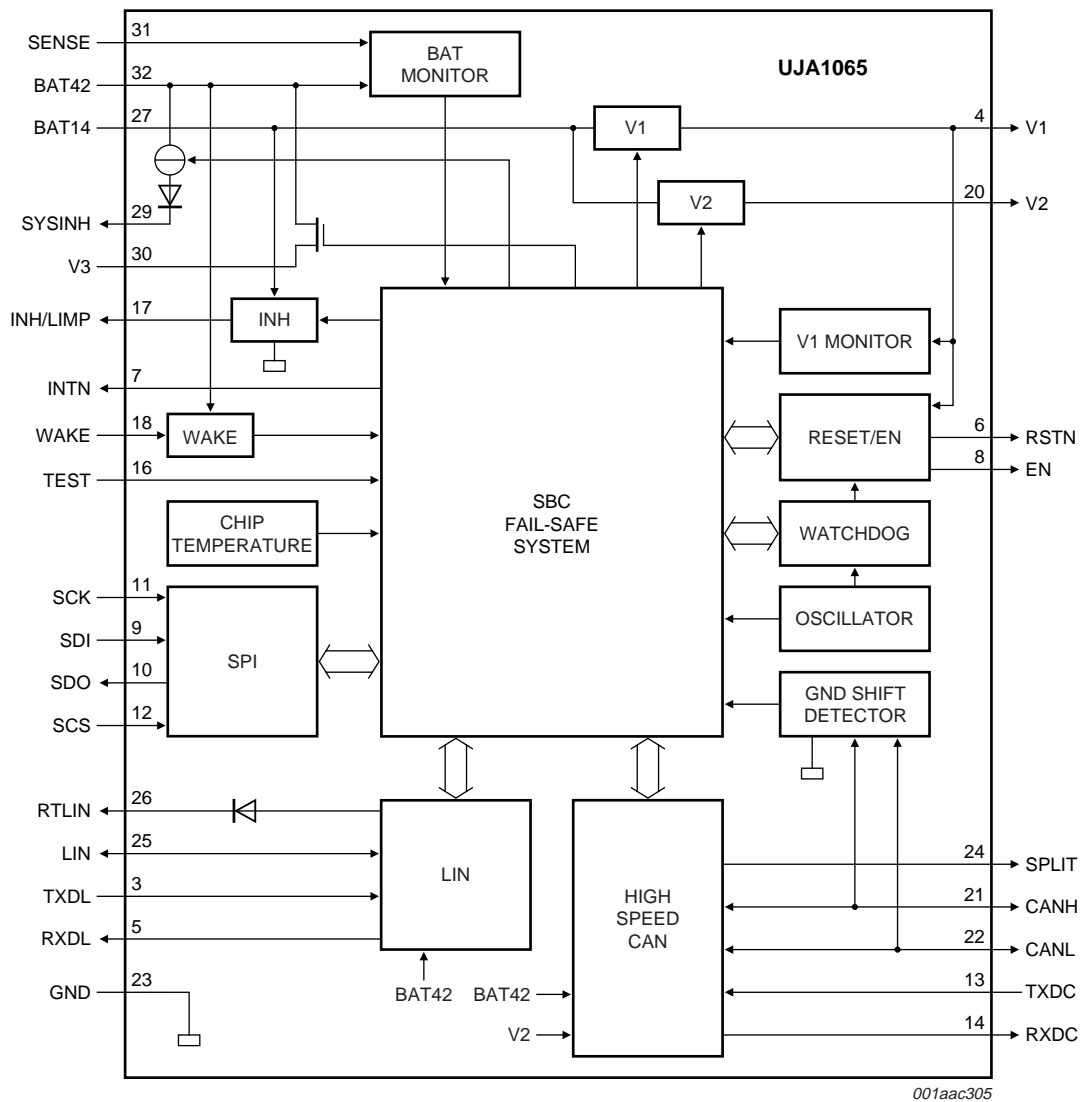 UJA1065
SENSE 31
BAT42 32
BAT14 27
SYSINH 29
V3 30
INH/LIMP 17
INTN 7
WAKE 18
TEST 16
SCK 11
SDI 9
SDO 10
SCS 12
RTLIN 26
LIN 25
TXDL 3
RXDL 5
GND 23
BAT
MONITOR
V1
V2
INH
WAKE
CHIP
TEMPERATURE
SPI
SBC
FAIL-SAFE
SYSTEM
V1 MONITOR
RESET/EN
WATCHDOG
OSCILLATOR
GND SHIFT
DETECTOR
LIN
BAT42
HIGH
SPEED
CAN
BAT42
V2
4 V1
20 V2
6 RSTN
8 EN
24 SPLIT
21 CANH
22 CANL
13 TXDC
14 RXDC
001aac305